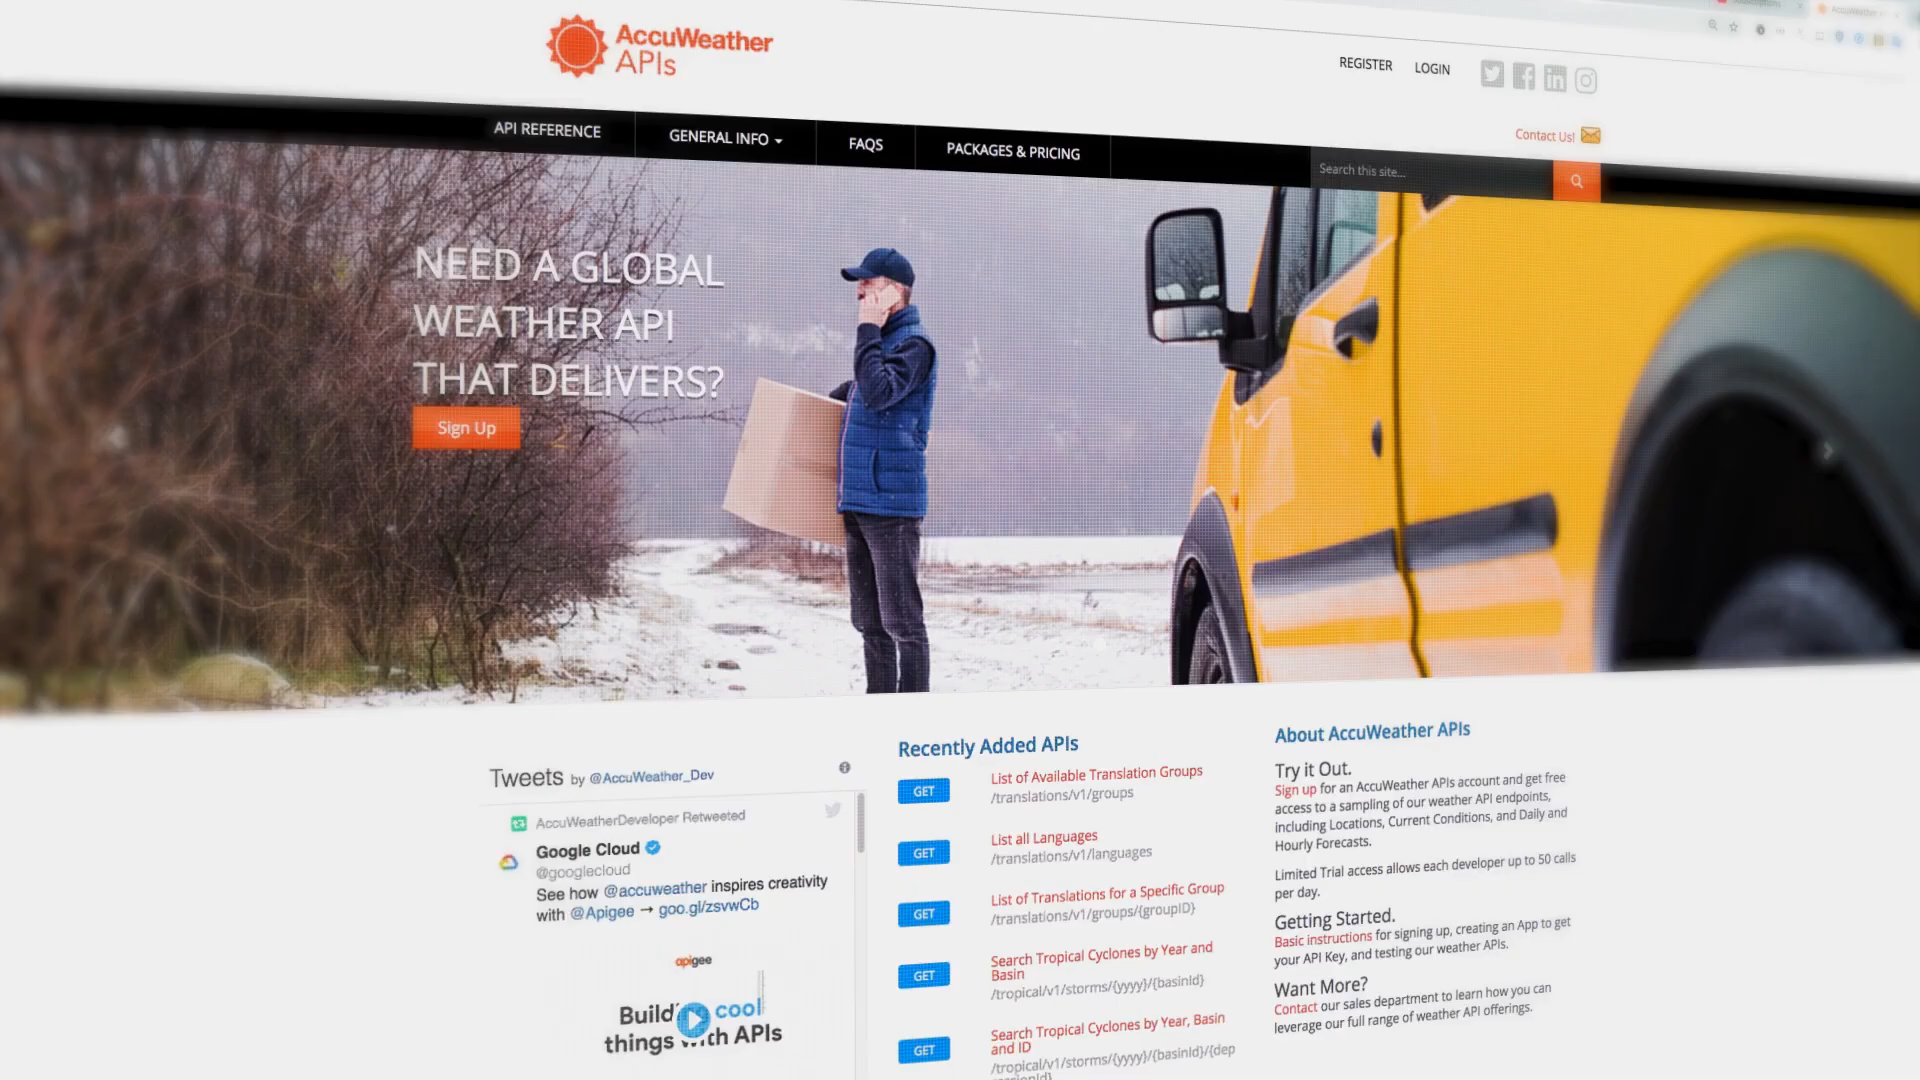 AccuWeather
APIs
REGISTER
LOGIN
Contact Us!
API REFERENCE
GENERAL INFO
FAQS
PACKAGES & PRICING
Search this site...
NEED A GLOBAL
WEATHER API
THAT DELIVERS?
Sign Up
Tweets by @AccuWeather_Dev
AccuWeatherDeveloper Retweeted
Google Cloud
@googlecloud
See how @accuweather inspires creativity
with @Apigee → goo.gl/zsvwCb
apigee
cool
things with APIs
Recently Added APIs
GET
List of Available Translation Groups
/translations/v1/groups
GET
List all Languages
/translations/v1/languages
GET
List of Translations for a Specific Group
/translations/v1/groups/{groupID}
GET
Search Tropical Cyclones by Year and
Basin
/tropical/v1/storms/{yyyy}/{basinId}
GET
Search Tropical Cyclones by Year, Basin
and ID
/tropical/v1/storms/{yyyy}/{basinId}/{dep
About AccuWeather APIs
Try it Out.
Sign up for an AccuWeather APIs account and get free
access to a sampling of our weather API endpoints,
including Locations, Current Conditions, and Daily and
Hourly Forecasts.
Limited Trial access allows each developer up to 50 calls
per day.
Getting Started.
Basic instructions for signing up, creating an App to get
your API Key, and testing our weather APIs.
Want More?
Contact our sales department to learn how you can
leverage our full range of weather API offerings.